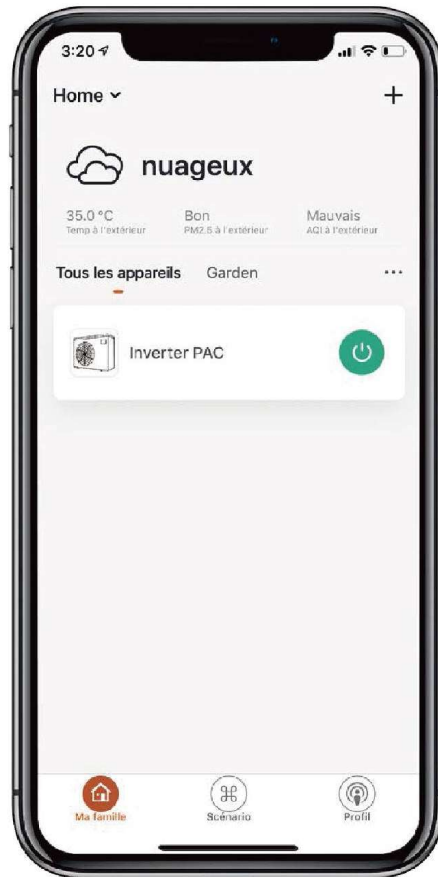 3:20
Home
nuageux
35.0 °C
Temp à l'extérieur
Bon
PM2.5 à l'extérieur
Mauvais
AQI à l'extérieur
Tous les appareils Garden ...
Inverter PAC
Ma famille
Scénario
Profil